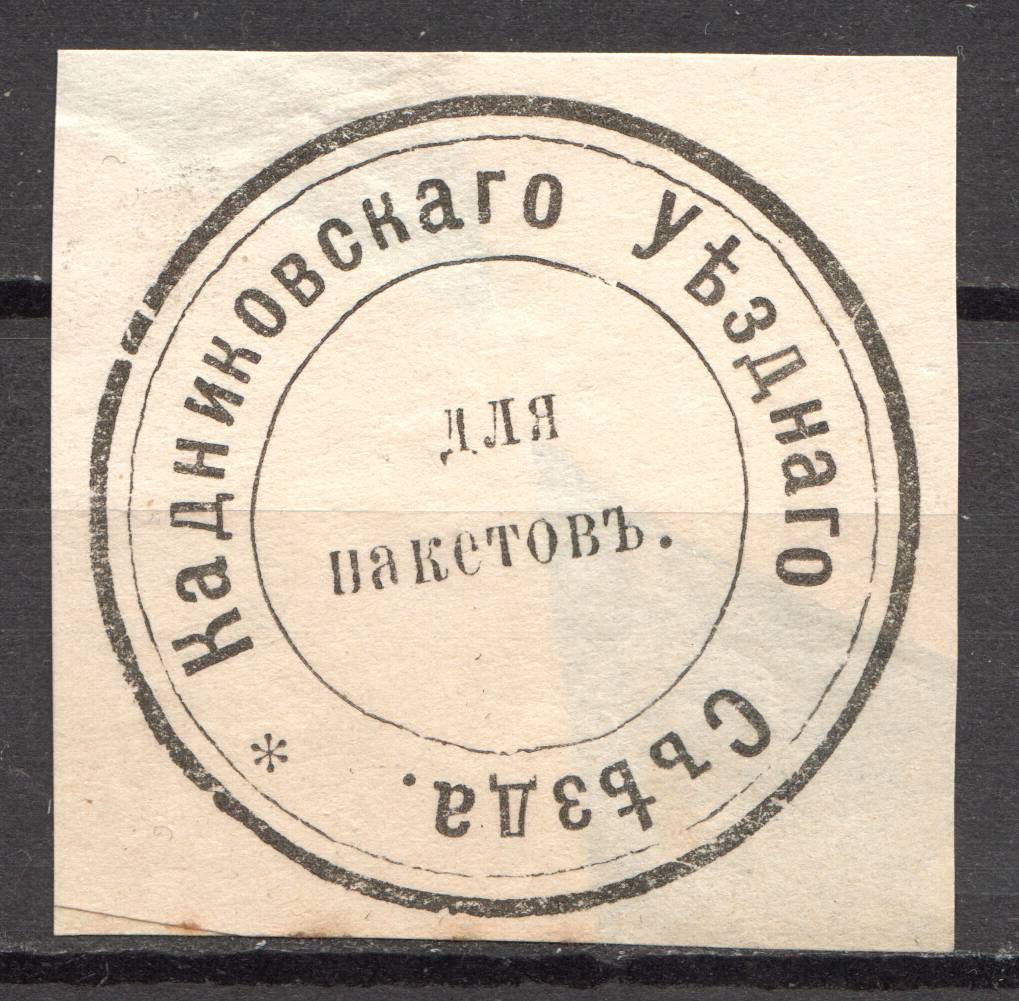 Кадниковскаго уѣзднаго Съѣзда. *
для
пакетовъ.